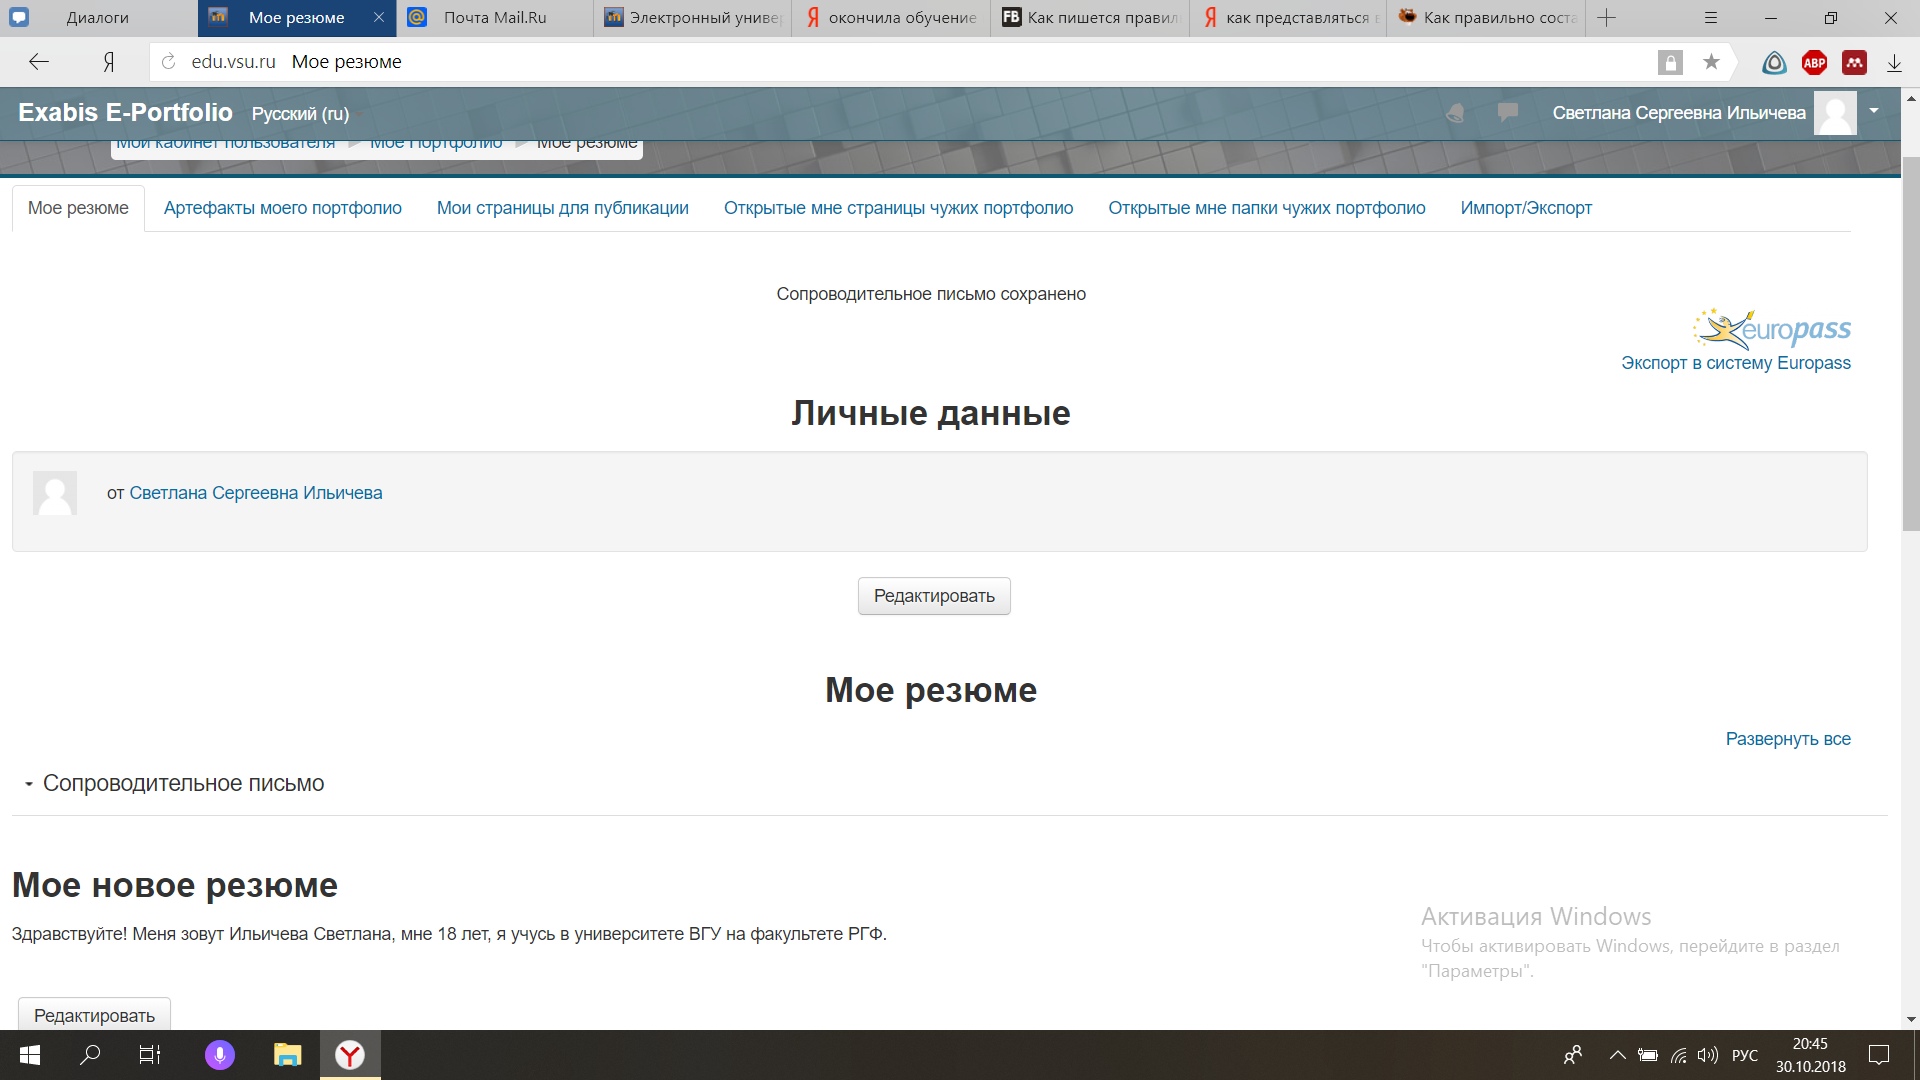 Диалоги
Мое резюме
Почта Mail.Ru
Электронный униве
окончила обучение
Как пишется правил
как представляться в
Как правильно соста
edu.vsu.ru Мое резюме
ABP
Exabis E-Portfolio Русский (ru)
Светлана Сергеевна Ильичева
Мой кабинет пользователя Мое Портфолио Мое резюме
Мое резюме Артефакты моего портфолио Мои страницы для публикации Открытые мне страницы чужих портфолио Открытые мне папки чужих портфолио Импорт/Экспорт
Сопроводительное письмо сохранено
europass
Экспорт в систему Europass
Личные данные
от Светлана Сергеевна Ильичева
Редактировать
Мое резюме
Развернуть все
Сопроводительное письмо
Мое новое резюме
Здравствуйте! Меня зовут Ильичева Светлана, мне 18 лет, я учусь в университете ВГУ на факультете РГФ.
Редактировать
Активация Windows
Чтобы активировать Windows, перейдите в раздел
"Параметры".
РУС
20:45
30.10.2018